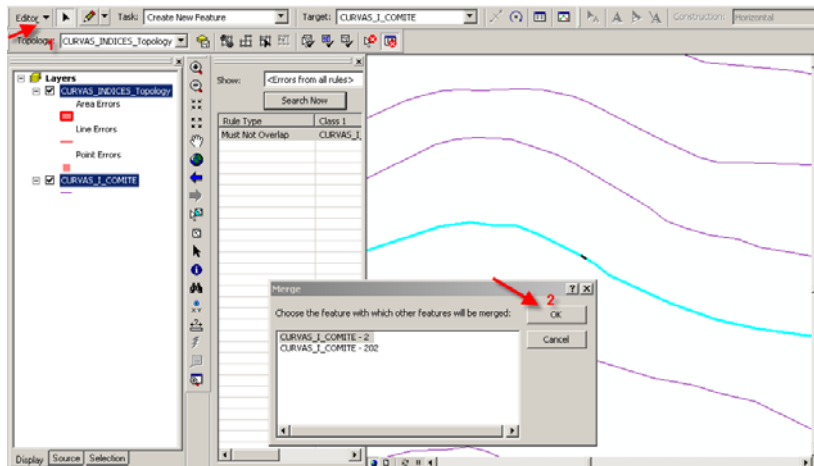 Editor Task: Create New Feature Target: CURVAS_I_COMITE Construction: Horizontal
Topology: 1 CURVAS_INDICES_Topology
Layers
CURVAS_INDICES_Topology
Area Errors
Line Errors
Point Errors
CURVAS_I_COMITE
Show: <Errors from all rules>
Search Now
Rule Type Class 1
Must Not Overlap CURVAS_I_
Merge
Choose the feature with which other features will be merged:
2
OK
Cancel
CURVAS_I_COMITE - 2
CURVAS_I_COMITE - 202
Display Source Selection